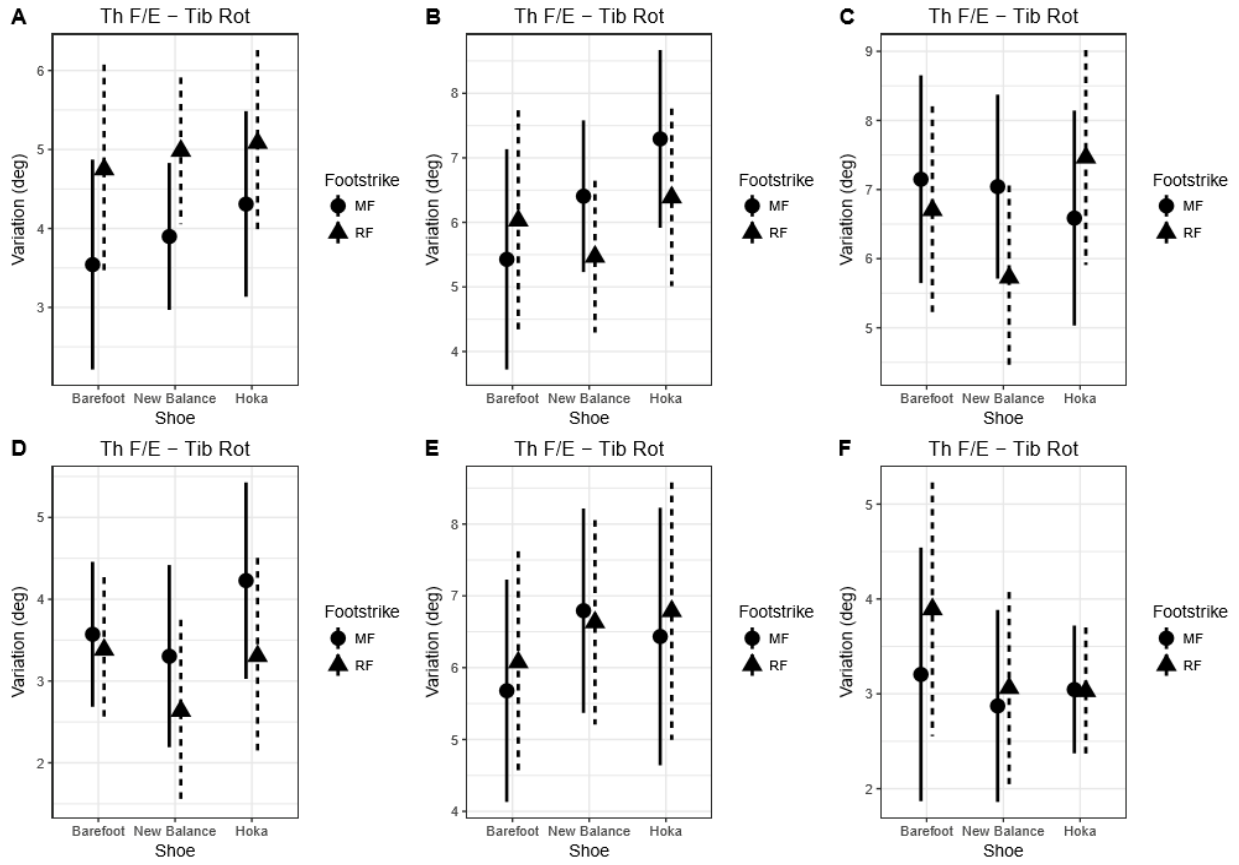 A
Th F/E − Tib Rot
Variation (deg)
6
5
4
3
Barefoot New Balance Hoka
Shoe
Footstrike
MF
RF
B
Th F/E − Tib Rot
Variation (deg)
8
7
6
5
4
Barefoot New Balance Hoka
Shoe
Footstrike
MF
RF
C
Th F/E − Tib Rot
Variation (deg)
9
8
7
6
5
Barefoot New Balance Hoka
Shoe
Footstrike
MF
RF
D
Th F/E − Tib Rot
Variation (deg)
5
4
3
2
Barefoot New Balance Hoka
Shoe
Footstrike
MF
RF
E
Th F/E − Tib Rot
Variation (deg)
8
7
6
5
4
Barefoot New Balance Hoka
Shoe
Footstrike
MF
RF
F
Th F/E − Tib Rot
Variation (deg)
5
4
3
2
Barefoot New Balance Hoka
Shoe
Footstrike
MF
RF